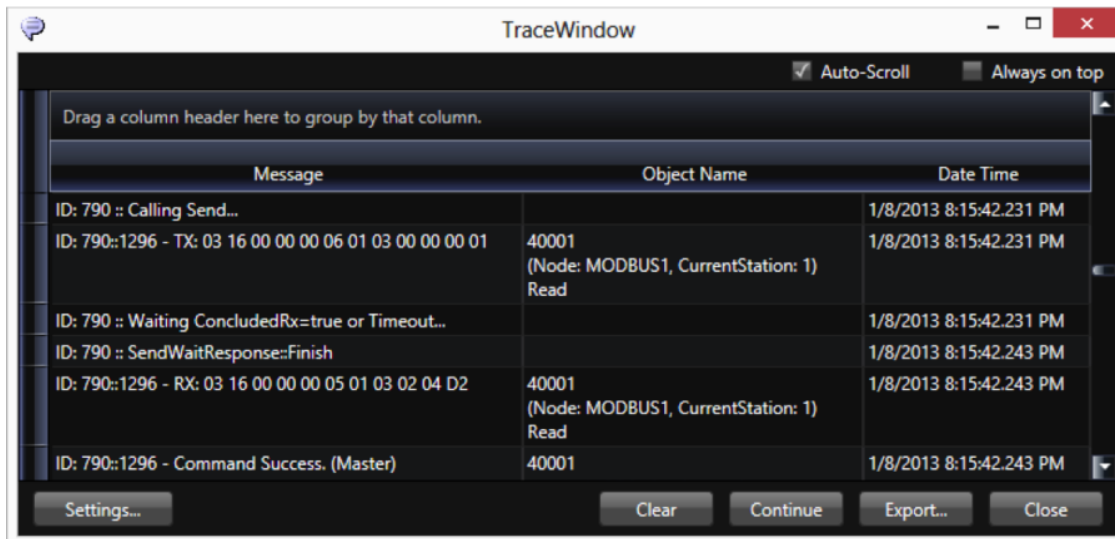 TraceWindow
Auto-Scroll Always on top
Drag a column header here to group by that column.
Message Object Name Date Time
ID: 790 :: Calling Send... 1/8/2013 8:15:42.231 PM
ID: 790::1296 - TX: 03 16 00 00 00 06 01 03 00 00 00 01 40001 1/8/2013 8:15:42.231 PM
(Node: MODBUS1, CurrentStation: 1)
Read
ID: 790 :: Waiting ConcludedRx=true or Timeout... 1/8/2013 8:15:42.231 PM
ID: 790 :: SendWaitResponse::Finish 1/8/2013 8:15:42.243 PM
ID: 790::1296 - RX: 03 16 00 00 00 05 01 03 02 04 D2 40001 1/8/2013 8:15:42.243 PM
(Node: MODBUS1, CurrentStation: 1)
Read
ID: 790::1296 - Command Success. (Master) 40001 1/8/2013 8:15:42.243 PM
Settings... Clear Continue Export... Close